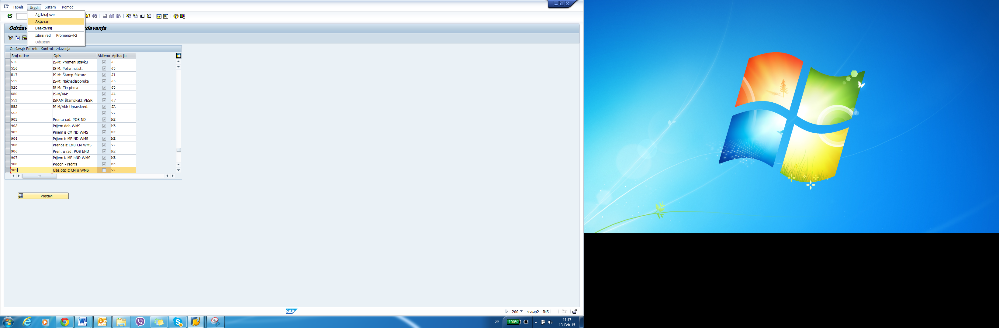 Tabela Uredi Sistem Pomoć
Aktiviraj sve
Aktiviraj
Deaktiviraj
Izbriši red Promena+F2
Odustani
Održav davanja
Održavaj: Potrebe Kontrola izdavanja
Broj rutine Opis Aktivno Aplikacija
515 IS-M: Promeni stavku J0
516 IS-M: Potvr.nal.st. J0
517 IS-M: Štamp.fakture J1
519 IS-M: NaknadIsporuka J6
520 IS-M: Tip pisma J0
550 IS-M/AM: JA
551 ISPAM ŠtampFakt.VESR JF
552 IS-M/AM: Uprav.kred. JA
553 V2
901 Pren.u rad. POS ND ME
902 Prijem dob.WMS ME
903 Prijem iz CM ND WMS ME
904 Prijem iz MP ND WMS ME
905 Prenos iz CMu CM WMS V2
906 Pren. u rad. POS bND ME
907 Prijem iz MP bND WMS ME
908 Pogon - radnja ME
909 Ulaz.otp iz CM u WMS V7
Postavi
SAP 200 srvsap2 INS
SR 100% 11:17
13-Feb-15